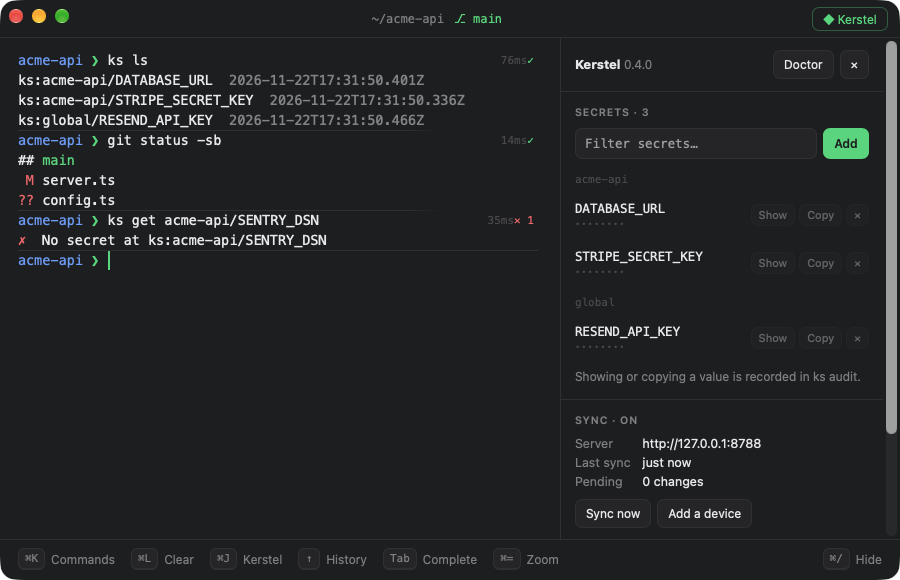 ~/acme-api ⎇ main
◆ Kerstel
acme-api ❯ ks ls 76ms✓
ks:acme-api/DATABASE_URL 2026-11-22T17:31:50.401Z
ks:acme-api/STRIPE_SECRET_KEY 2026-11-22T17:31:50.336Z
ks:global/RESEND_API_KEY 2026-11-22T17:31:50.466Z
acme-api ❯ git status -sb 14ms✓
## main
M server.ts
?? config.ts
acme-api ❯ ks get acme-api/SENTRY_DSN 35ms× 1
✗ No secret at ks:acme-api/SENTRY_DSN
acme-api ❯
Kerstel 0.4.0
Doctor
×
SECRETS · 3
Filter secrets…
Add
acme-api
DATABASE_URL
••••••••
Show Copy ×
STRIPE_SECRET_KEY
••••••••
Show Copy ×
global
RESEND_API_KEY
••••••••
Show Copy ×
Showing or copying a value is recorded in ks audit.
SYNC · ON
Server http://127.0.0.1:8788
Last sync just now
Pending 0 changes
Sync now Add a device
⌘K Commands ⌘L Clear ⌘J Kerstel ↑ History Tab Complete ⌘= Zoom ⌘/ Hide